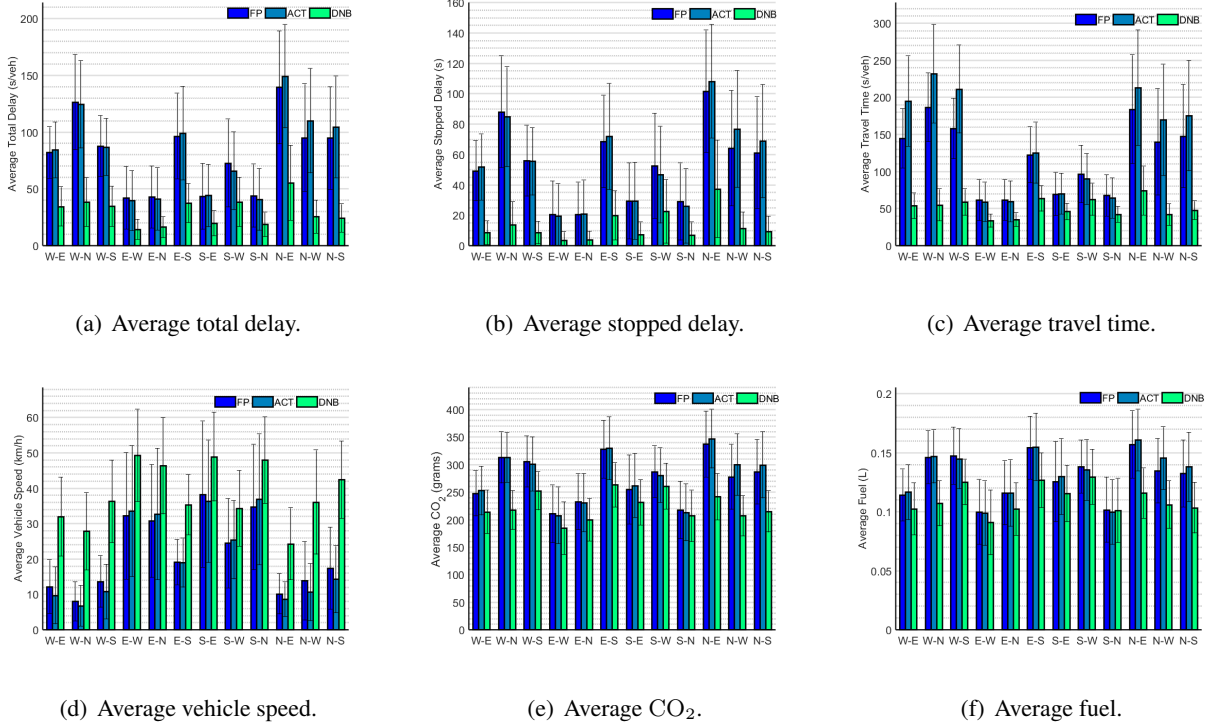 200
150
100
50
0
Average Total Delay (s/veh)
FP ACT DNB
W-E W-N W-S E-W E-N E-S S-E S-W S-N N-E N-W N-S
(a) Average total delay.
160
140
120
100
80
60
40
20
0
Average Stopped Delay (s)
FP ACT DNB
W-E W-N W-S E-W E-N E-S S-E S-W S-N N-E N-W N-S
(b) Average stopped delay.
300
250
200
150
100
50
0
Average Travel Time (s/veh)
FP ACT DNB
W-E W-N W-S E-W E-N E-S S-E S-W S-N N-E N-W N-S
(c) Average travel time.
60
50
40
30
20
10
0
Average Vehicle Speed (km/h)
FP ACT DNB
W-E W-N W-S E-W E-N E-S S-E S-W S-N N-E N-W N-S
(d) Average vehicle speed.
400
350
300
250
200
150
100
50
0
Average CO₂ (grams)
FP ACT DNB
W-E W-N W-S E-W E-N E-S S-E S-W S-N N-E N-W N-S
(e) Average CO₂.
0.2
0.15
0.1
0.05
0
Average Fuel (L)
FP ACT DNB
W-E W-N W-S E-W E-N E-S S-E S-W S-N N-E N-W N-S
(f) Average fuel.